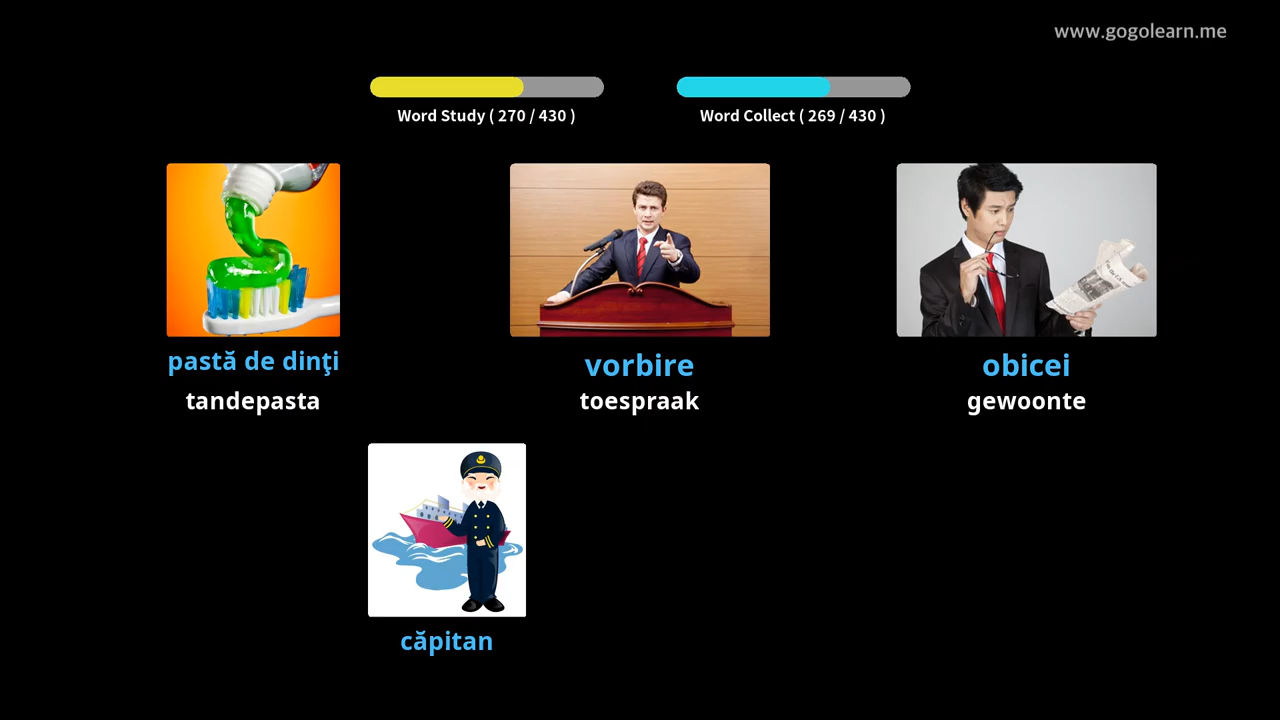 www.gogolearn.me
Word Study ( 270 / 430 )
Word Collect ( 269 / 430 )
pastă de dinţi
tandepasta
vorbire
toespraak
obicei
gewoonte
căpitan